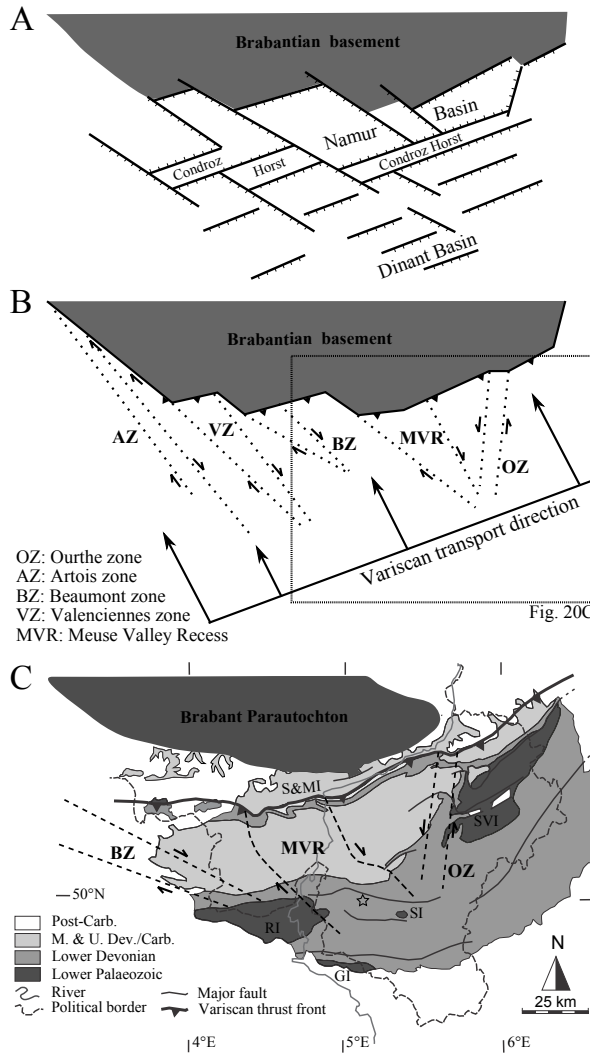 A
Brabantian basement
Basin
Namur
Condroz
Horst
Condroz Horst
Dinant Basin
B
Brabantian basement
AZ
VZ
BZ
MVR
OZ
Variscan transport direction
OZ: Ourthe zone
AZ: Artois zone
BZ: Beaumont zone
VZ: Valenciennes zone
MVR: Meuse Valley Recess
Fig. 20C
C
Brabant Parautochton
S&MI
SVI
BZ
MVR
OZ
50°N
RI
SI
GI
Post-Carb.
M. & U. Dev./Carb.
Lower Devonian
Lower Palaeozoic
River
Major fault
Political border
Variscan thrust front
N
25 km
4°E
5°E
6°E